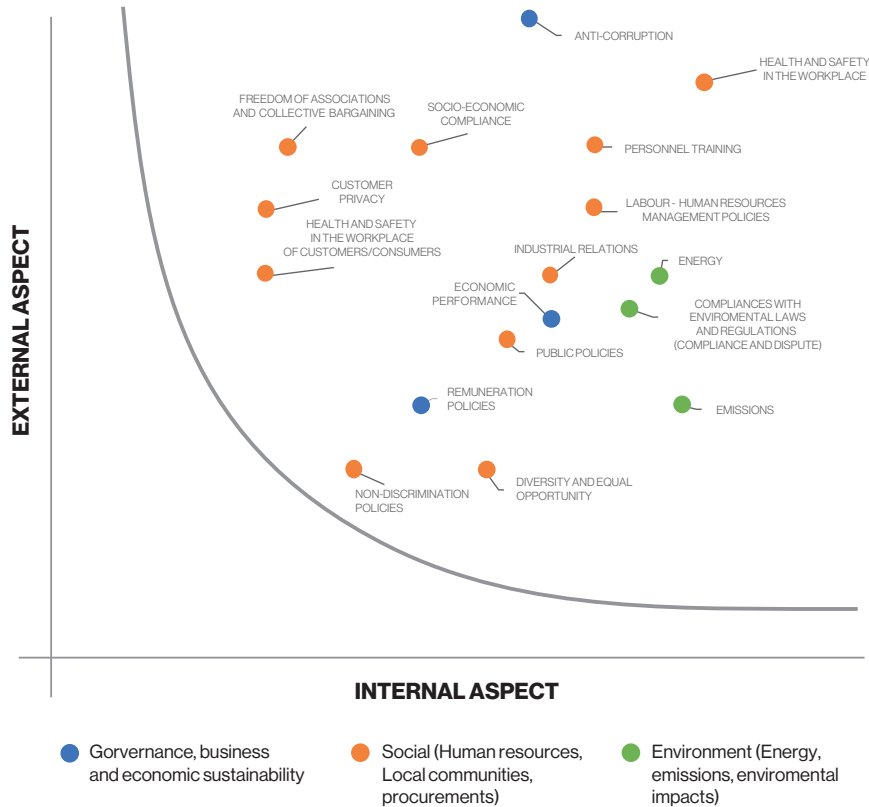 ANTI-CORRUPTION
HEALTH AND SAFETY
IN THE WORKPLACE
FREEDOM OF ASSOCIATIONS
AND COLLECTIVE BARGAINING
SOCIO-ECONOMIC
COMPLIANCE
PERSONNEL TRAINING
CUSTOMER
PRIVACY
LABOUR - HUMAN RESOURCES
MANAGEMENT POLICIES
HEALTH AND SAFETY
IN THE WORKPLACE
OF CUSTOMERS/CONSUMERS
INDUSTRIAL RELATIONS
ENERGY
ECONOMIC
PERFORMANCE
COMPLIANCES WITH
ENVIROMENTAL LAWS
AND REGULATIONS
(COMPLIANCE AND DISPUTE)
PUBLIC POLICIES
REMUNERATION
POLICIES
EMISSIONS
NON-DISCRIMINATION
POLICIES
DIVERSITY AND EQUAL
OPPORTUNITY
EXTERNAL ASPECT
INTERNAL ASPECT
Gorvernance, business
and economic sustainability
Social (Human resources,
Local communities,
procurements)
Environment (Energy,
emissions, enviromental
impacts)